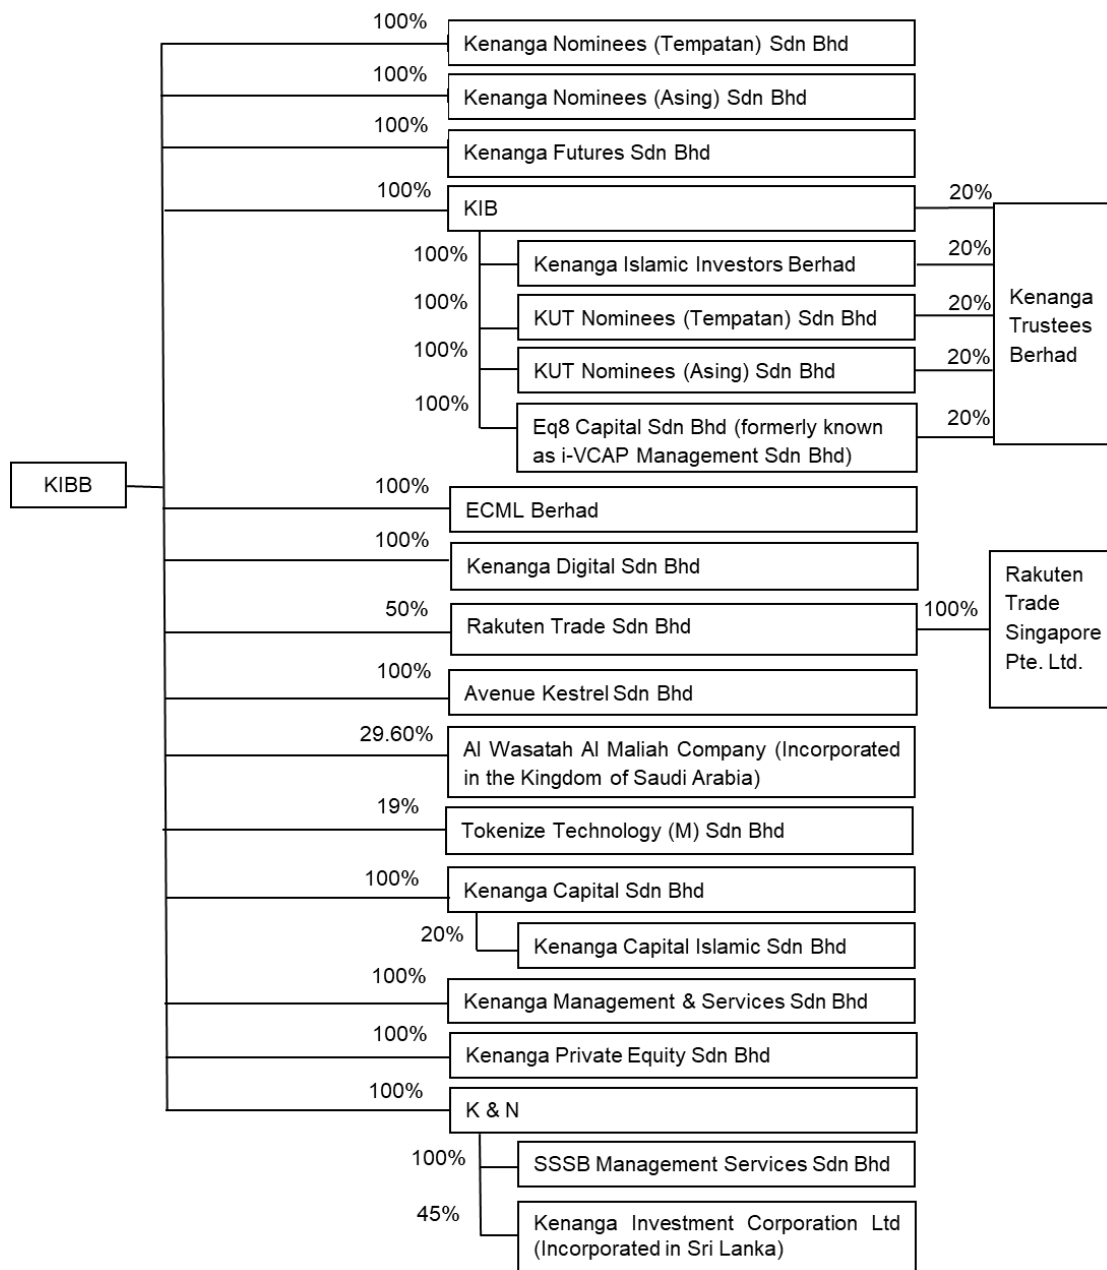 100%
Kenanga Nominees (Tempatan) Sdn Bhd
100%
Kenanga Nominees (Asing) Sdn Bhd
100%
Kenanga Futures Sdn Bhd
100%
KIB
20%
100%
Kenanga Islamic Investors Berhad
20%
100%
KUT Nominees (Tempatan) Sdn Bhd
20%
100%
KUT Nominees (Asing) Sdn Bhd
20%
100%
Eq8 Capital Sdn Bhd (formerly known
as i-VCAP Management Sdn Bhd)
20%
Kenanga
Trustees
Berhad
KIBB
100%
ECML Berhad
100%
Kenanga Digital Sdn Bhd
50%
Rakuten Trade Sdn Bhd
100%
Rakuten
Trade
Singapore
Pte. Ltd.
100%
Avenue Kestrel Sdn Bhd
29.60%
Al Wasatah Al Maliah Company (Incorporated
in the Kingdom of Saudi Arabia)
19%
Tokenize Technology (M) Sdn Bhd
100%
Kenanga Capital Sdn Bhd
20%
Kenanga Capital Islamic Sdn Bhd
100%
Kenanga Management & Services Sdn Bhd
100%
Kenanga Private Equity Sdn Bhd
100%
K & N
100%
SSSB Management Services Sdn Bhd
45%
Kenanga Investment Corporation Ltd
(Incorporated in Sri Lanka)